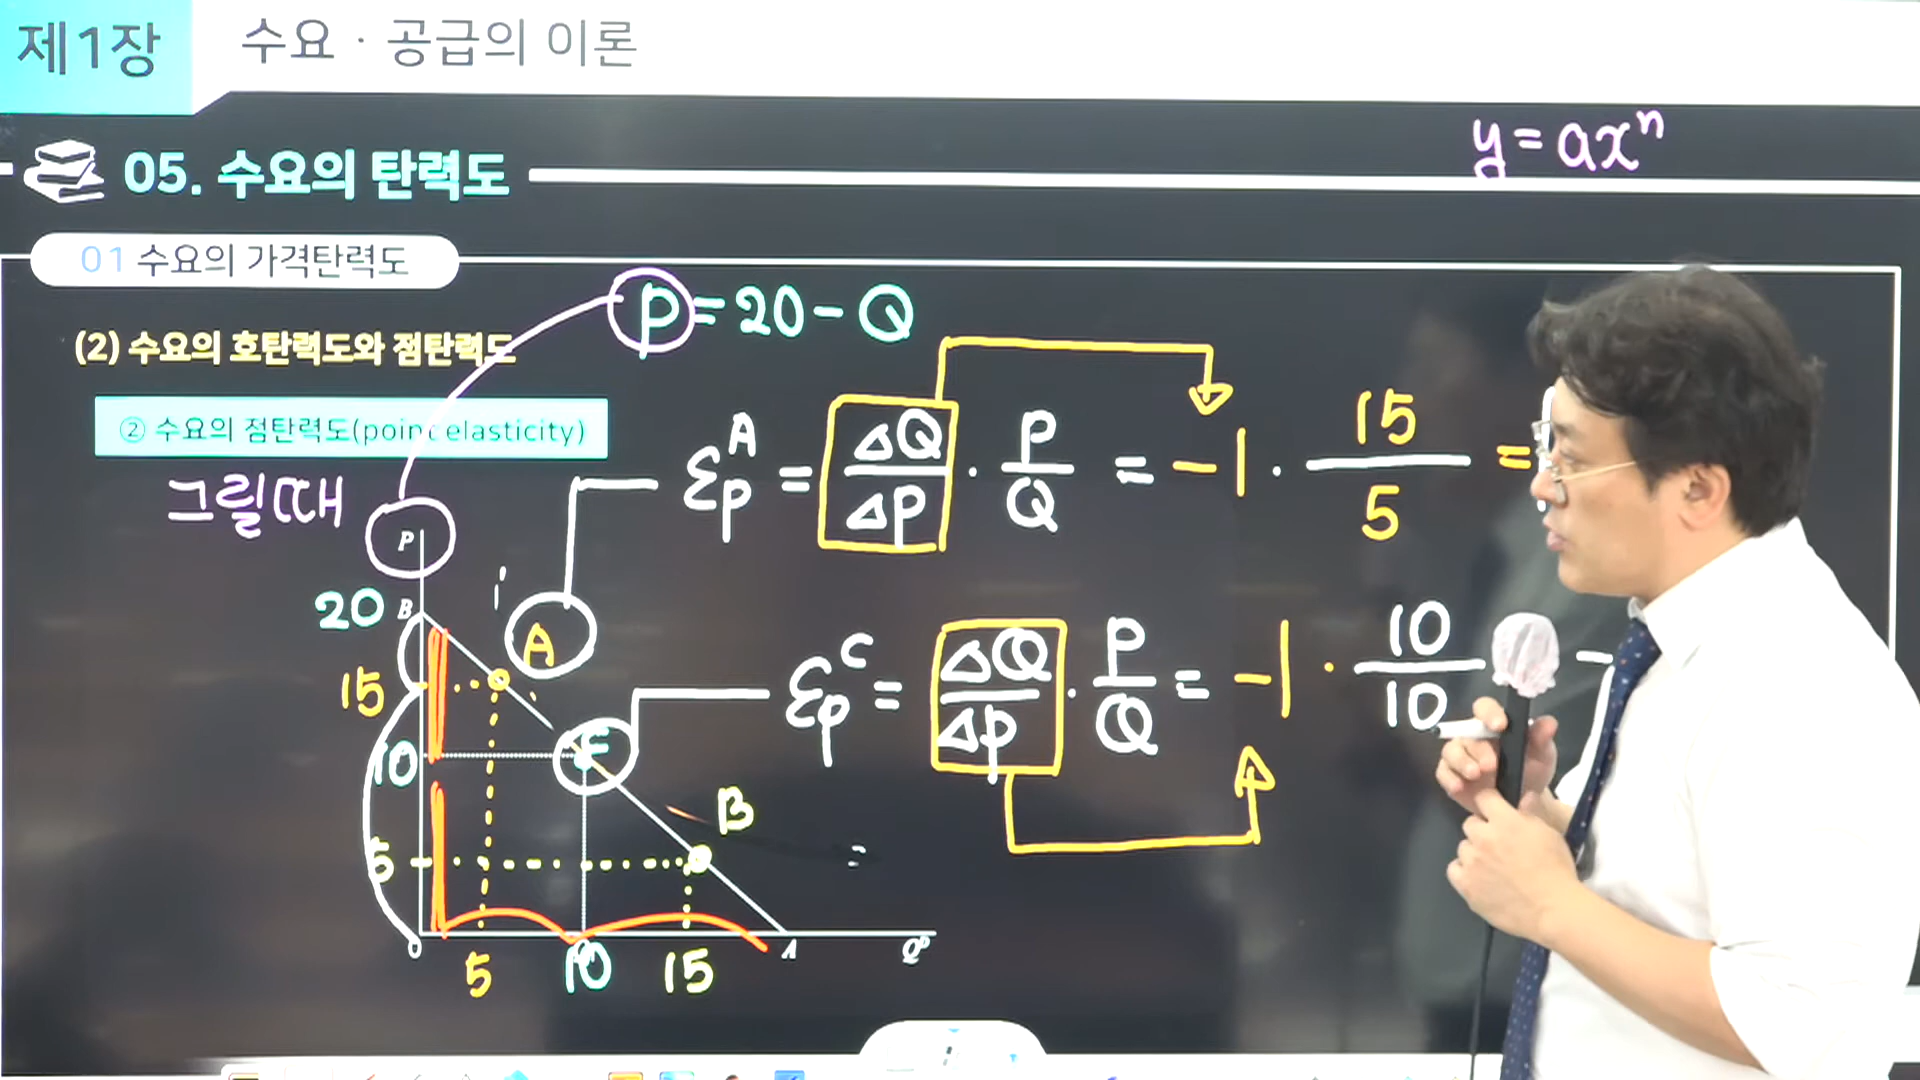 제1장
수요 · 공급의 이론
y = axⁿ
05. 수요의 탄력도
01 수요의 가격탄력도
P = 20 - Q
(2) 수요의 호탄력도와 점탄력도
② 수요의 점탄력도(point elasticity)
그릴때
εₚᴬ = ΔQ/ΔP · P/Q = -1 · 15/5 =
P
20 B
A
15
εₚᶜ = ΔQ/ΔP · P/Q = -1 · 10/10
10
B
5
0 A Qᴰ
5 10 15